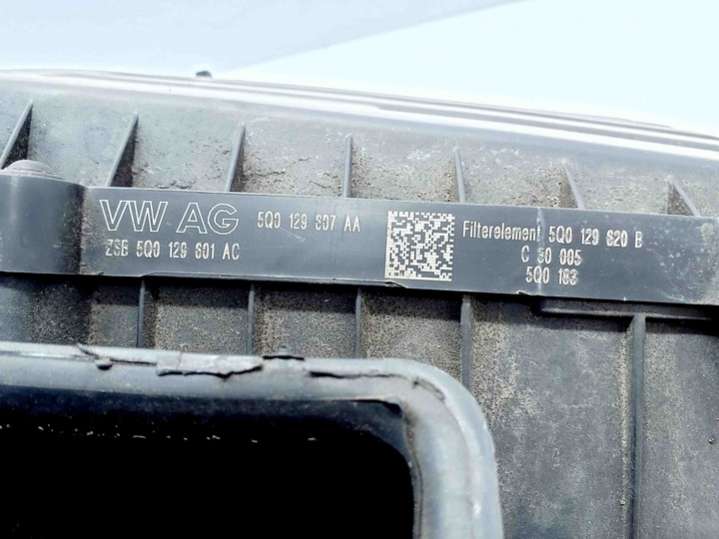 VW AG 5Q0 129 607 AA
ZSB 5Q0 129 601 AC
Filterelement 5Q0 129 620 B
C 30 005
5Q0 183